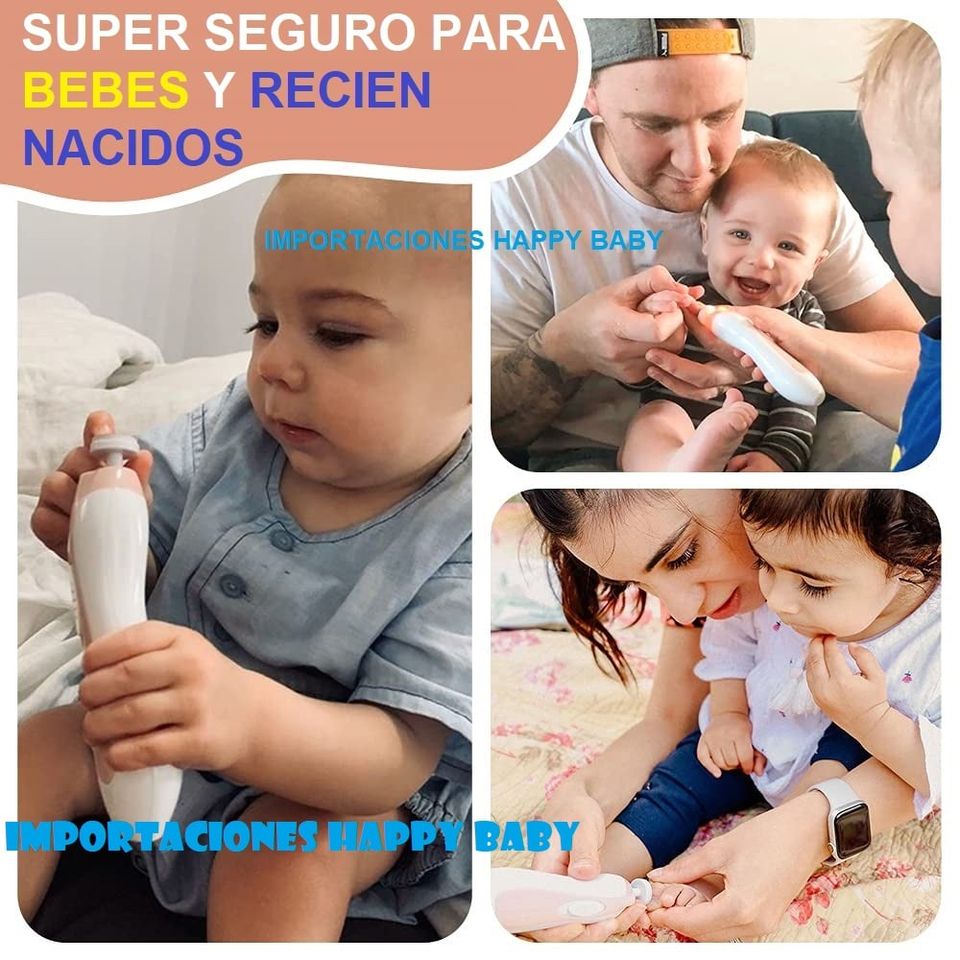 SUPER SEGURO PARA
BEBES Y RECIEN
NACIDOS
IMPORTACIONES HAPPY BABY
IMPORTACIONES HAPPY BABY